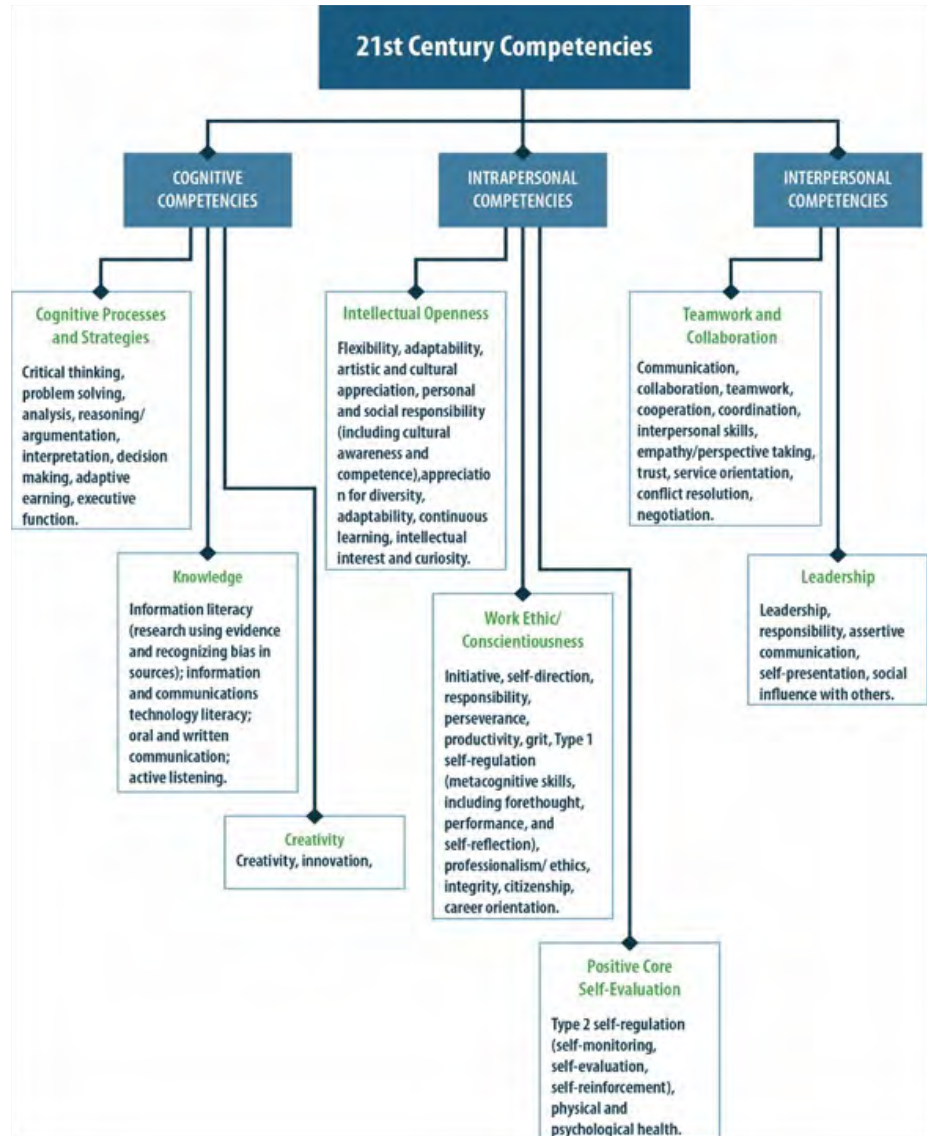 21st Century Competencies
COGNITIVE
COMPETENCIES
INTRAPERSONAL
COMPETENCIES
INTERPERSONAL
COMPETENCIES
Cognitive Processes
and Strategies
Critical thinking,
problem solving,
analysis, reasoning/
argumentation,
interpretation, decision
making, adaptive
earning, executive
function.
Knowledge
Information literacy
(research using evidence
and recognizing bias in
sources); information
and communications
technology literacy;
oral and written
communication;
active listening.
Creativity
Creativity, innovation,
Intellectual Openness
Flexibility, adaptability,
artistic and cultural
appreciation, personal
and social responsibility
(including cultural
awareness and
competence),appreciatio
n for diversity,
adaptability, continuous
learning, intellectual
interest and curiosity.
Work Ethic/
Conscientiousness
Initiative, self-direction,
responsibility,
perseverance,
productivity, grit, Type 1
self-regulation
(metacognitive skills,
including forethought,
performance, and
self-reflection),
professionalism/ ethics,
integrity, citizenship,
career orientation.
Positive Core
Self-Evaluation
Type 2 self-regulation
(self-monitoring,
self-evaluation,
self-reinforcement),
physical and
psychological health.
Teamwork and
Collaboration
Communication,
collaboration, teamwork,
cooperation, coordination,
interpersonal skills,
empathy/perspective taking,
trust, service orientation,
conflict resolution,
negotiation.
Leadership
Leadership,
responsibility, assertive
communication,
self-presentation, social
influence with others.